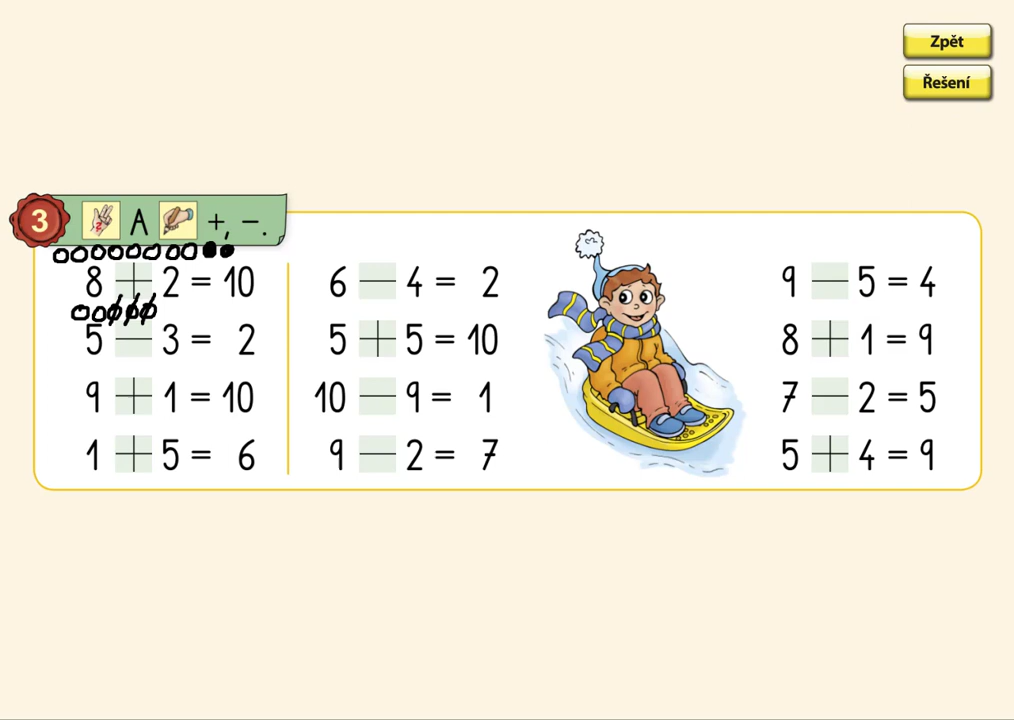 Zpět
Řešení
3 2 A +, −.
8 + 2 = 10
5 − 3 = 2
9 + 1 = 10
1 + 5 = 6
6 − 4 = 2
5 + 5 = 10
10 − 9 = 1
9 − 2 = 7
9 − 5 = 4
8 + 1 = 9
7 − 2 = 5
5 + 4 = 9